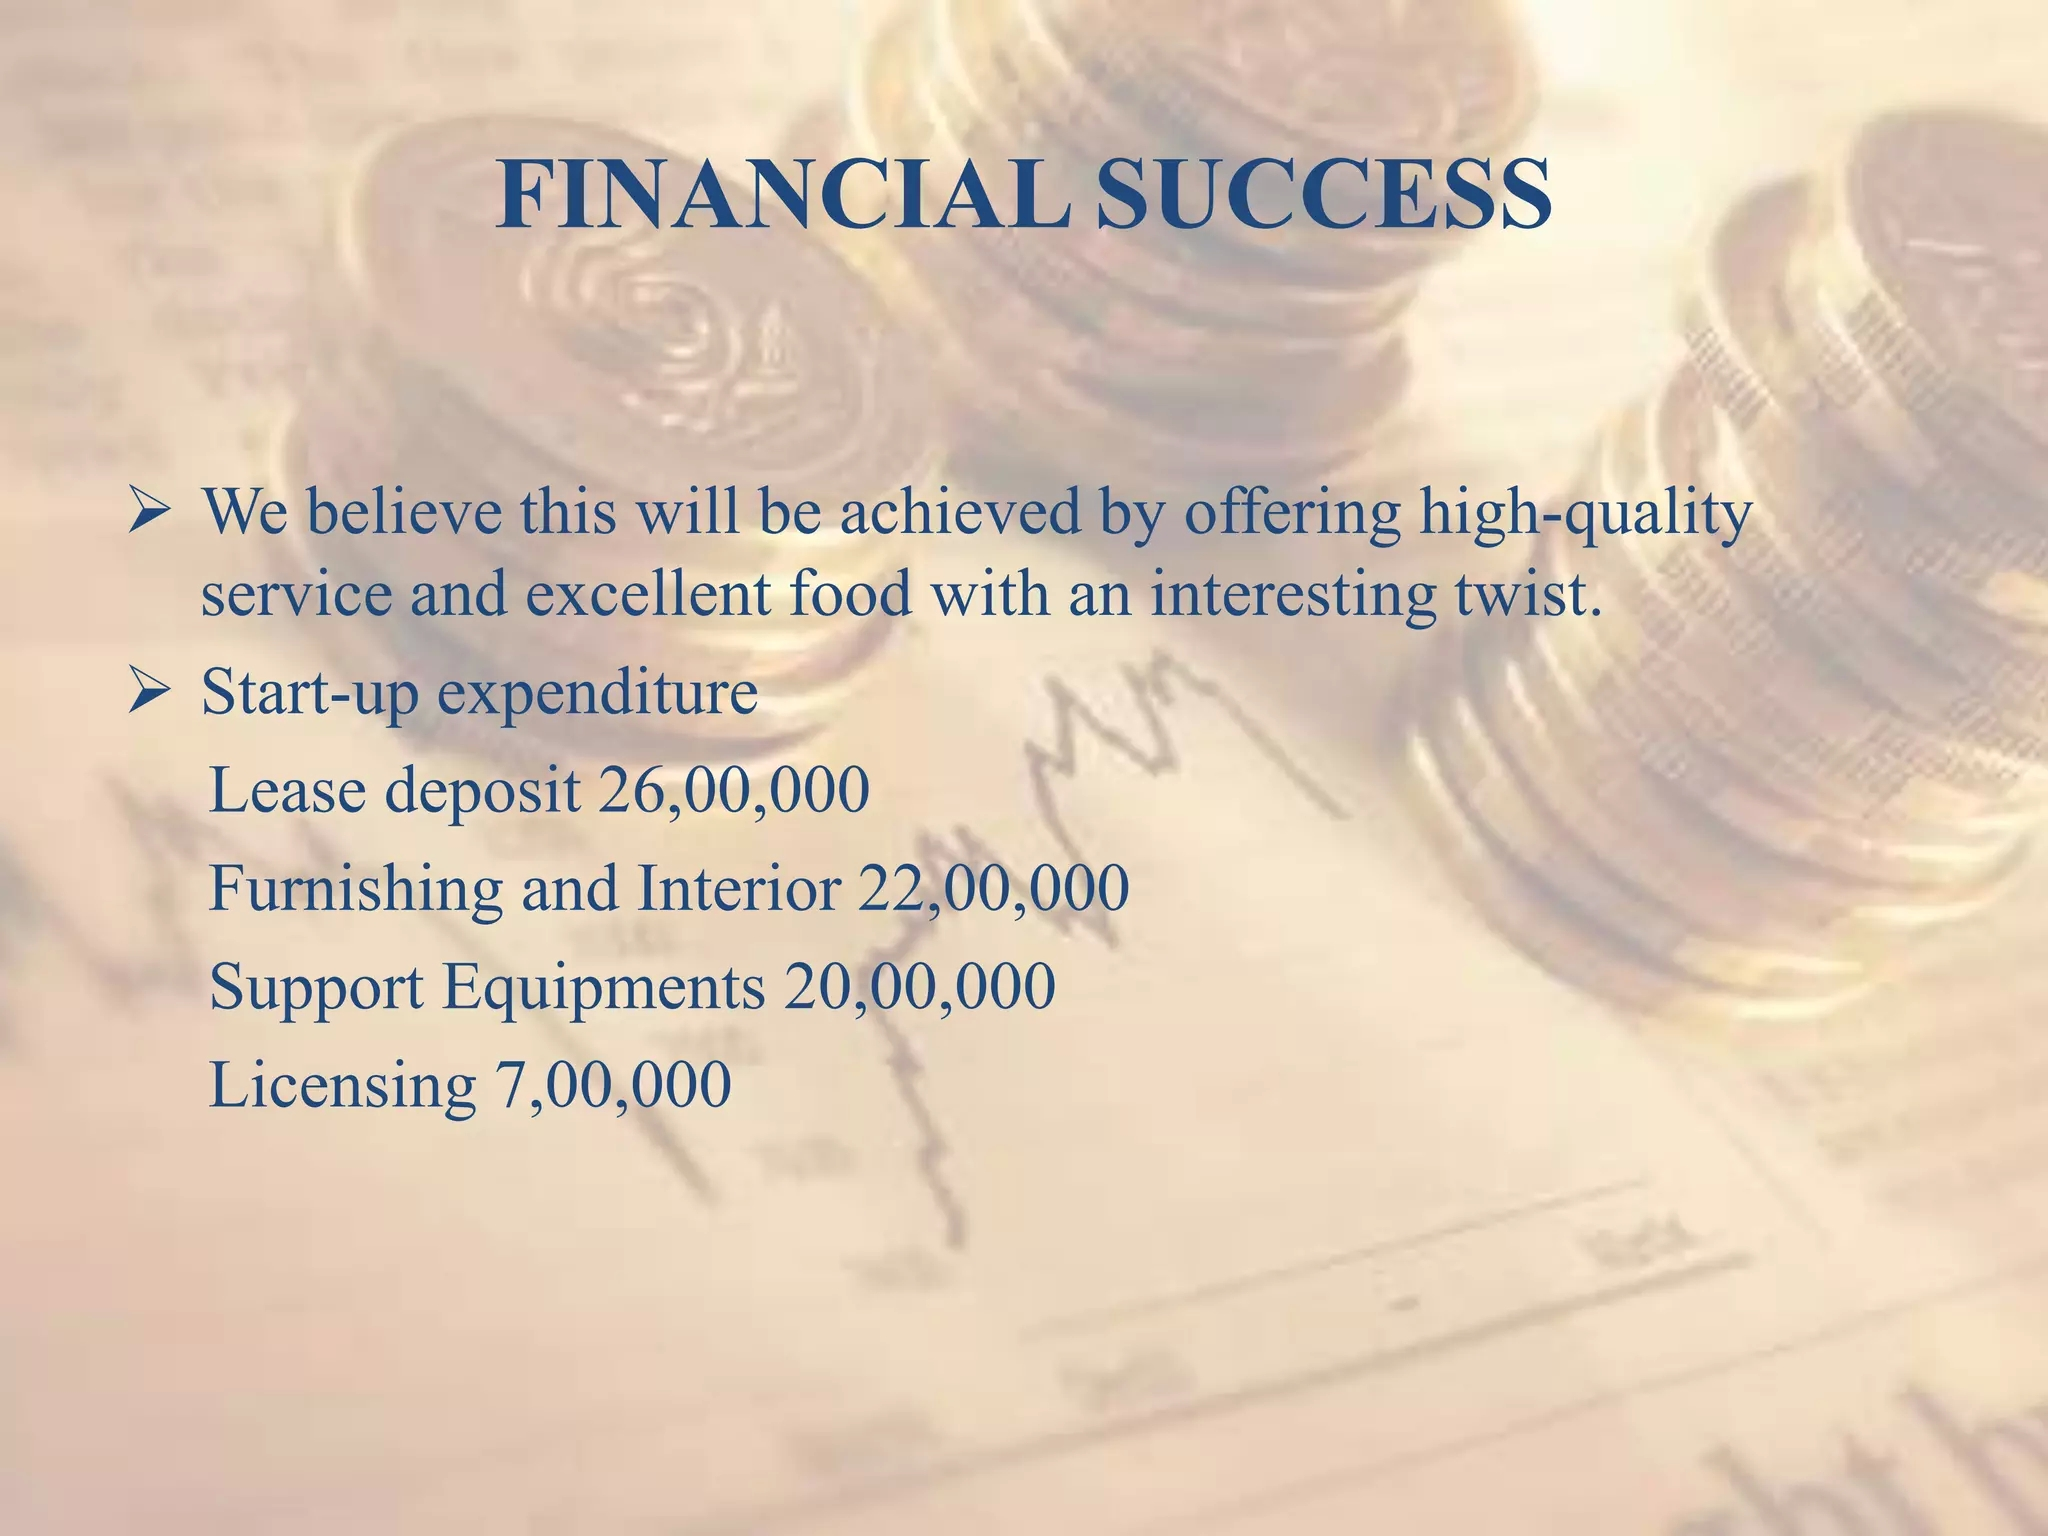 FINANCIAL SUCCESS
➢ We believe this will be achieved by offering high-quality
service and excellent food with an interesting twist.
➢ Start-up expenditure
Lease deposit 26,00,000
Furnishing and Interior 22,00,000
Support Equipments 20,00,000
Licensing 7,00,000